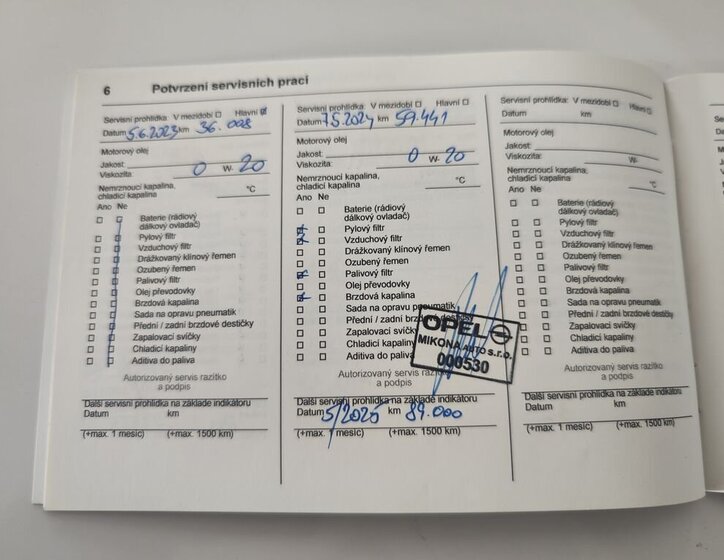 6 Potvrzení servisních prací
Servisní prohlídka: V mezidobí ☐ Hlavní ☑
Datum 5.6.2023 km 36.008
Motorový olej
Jakost:
Viskozita: 0 W- 20
Nemrznoucí kapalina,
chladicí kapalina °C
Ano Ne
Baterie (rádiový
dálkový ovladač)
Pylový filtr
Vzduchový filtr
Drážkovaný klínový řemen
Ozubený řemen
Palivový filtr
Olej převodovky
Brzdová kapalina
Sada na opravu pneumatik
Přední / zadní brzdové destičky
Zapalovací svíčky
Chladicí kapaliny
Aditiva do paliva
Autorizovaný servis razítko
a podpis
Další servisní prohlídka na základě indikátoru
Datum km
(+max. 1 měsíc) (+max. 1500 km)
Servisní prohlídka: V mezidobí ☐ Hlavní ☐
Datum 7.5.2024 km 59.441
Motorový olej
Jakost:
Viskozita: 0 W- 20
Nemrznoucí kapalina,
chladicí kapalina °C
Ano Ne
Baterie (rádiový
dálkový ovladač)
Pylový filtr
Vzduchový filtr
Drážkovaný klínový řemen
Ozubený řemen
Palivový filtr
Olej převodovky
Brzdová kapalina
Sada na opravu pneumatik
Přední / zadní brzdové destičky
Zapalovací svíčky
Chladicí kapaliny
Aditiva do paliva
OPEL
MIKONA AUTO s.r.o.
000530
Autorizovaný servis razítko
a podpis
Další servisní prohlídka na základě indikátoru
Datum 5/2025 km 89.000
(+max. 1 měsíc) (+max. 1500 km)
Servisní prohlídka: V mezidobí ☐ Hlavní ☐
Datum km
Motorový olej
Jakost:
Viskozita: W-
Nemrznoucí kapalina,
chladicí kapalina °C
Ano Ne
Baterie (rádiový
dálkový ovladač)
Pylový filtr
Vzduchový filtr
Drážkovaný klínový řemen
Ozubený řemen
Palivový filtr
Olej převodovky
Brzdová kapalina
Sada na opravu pneumatik
Přední / zadní brzdové destičky
Zapalovací svíčky
Chladicí kapaliny
Aditiva do paliva
Autorizovaný servis razítko
a podpis
Další servisní prohlídka na základě indikátoru
Datum km
(+max. 1 měsíc) (+max. 1500 km)